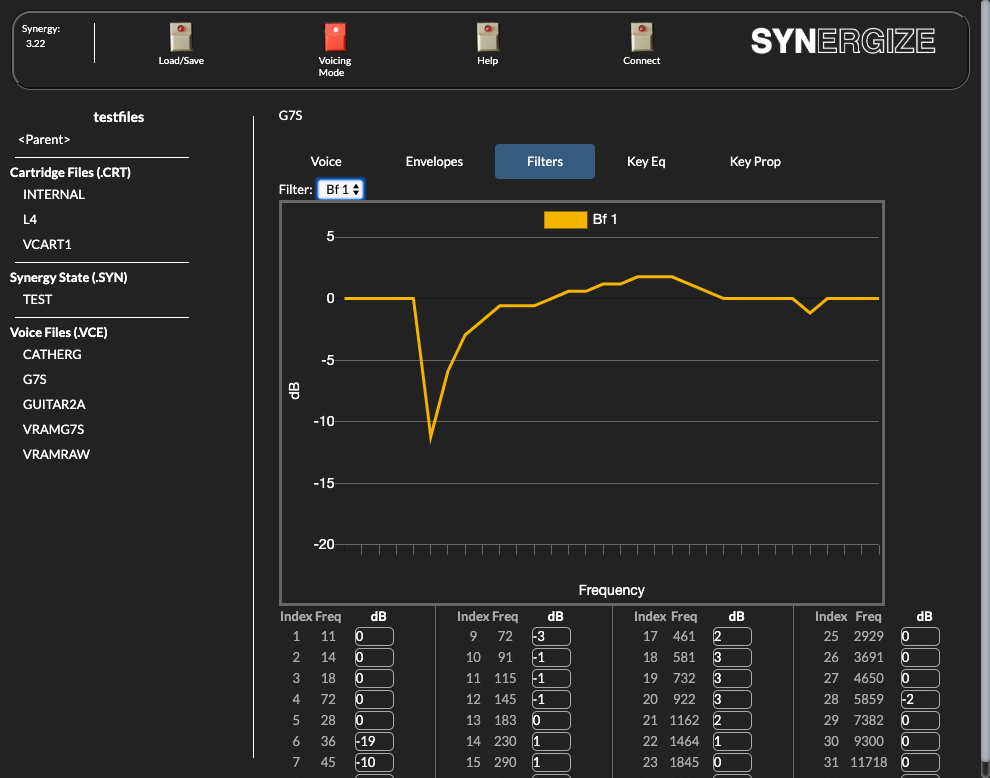 Synergy:
3.22
Load/Save
Voicing
Mode
Help
Connect
SYNERGIZE
testfiles
<Parent>
Cartridge Files (.CRT)
INTERNAL
L4
VCART1
Synergy State (.SYN)
TEST
Voice Files (.VCE)
CATHERG
G7S
GUITAR2A
VRAMG7S
VRAMRAW
G7S
Voice Envelopes Filters Key Eq Key Prop
Filter: Bf 1
Bf 1
5
0
-5
-10
-15
-20
dB
Frequency
Index Freq dB Index Freq dB Index Freq dB Index Freq dB
1 11 0 9 72 -3 17 461 2 25 2929 0
2 14 0 10 91 -1 18 581 3 26 3691 0
3 18 0 11 115 -1 19 732 3 27 4650 0
4 72 0 12 145 -1 20 922 3 28 5859 -2
5 28 0 13 183 0 21 1162 2 29 7382 0
6 36 -19 14 230 1 22 1464 1 30 9300 0
7 45 -10 15 290 1 23 1845 0 31 11718 0